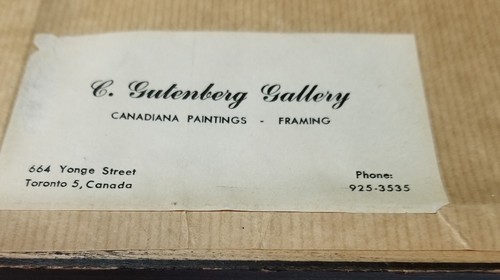 C. Gutenberg Gallery
CANADIANA PAINTINGS - FRAMING
664 Yonge Street
Toronto 5, Canada
Phone:
925-3535